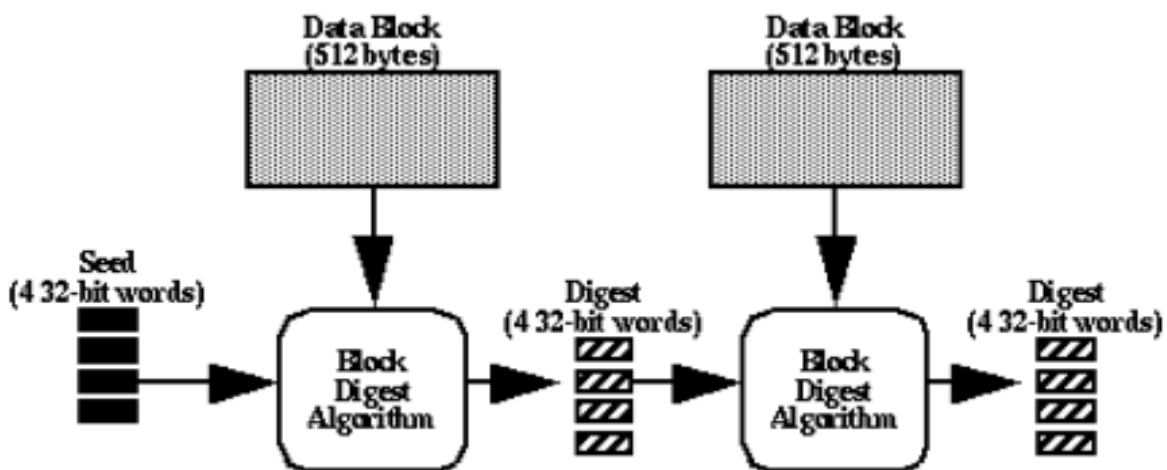 Data Block
(512 bytes)
Data Block
(512 bytes)
Seed
(4 32-bit words)
Block
Digest
Algorithm
Digest
(4 32-bit words)
Block
Digest
Algorithm
Digest
(4 32-bit words)